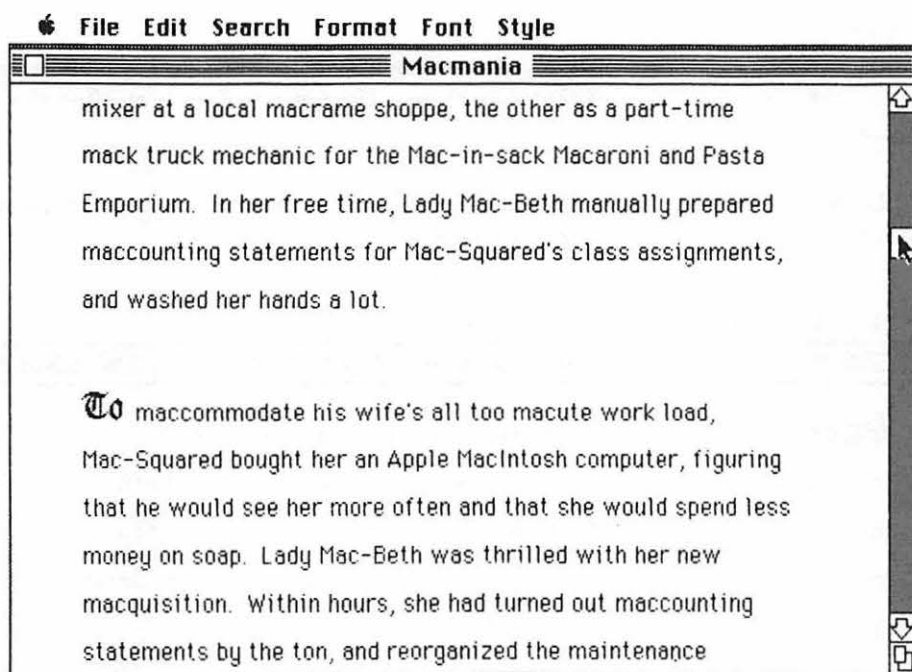 File Edit Search Format Font Style
Macmania
mixer at a local macrame shoppe, the other as a part-time
mack truck mechanic for the Mac-in-sack Macaroni and Pasta
Emporium. In her free time, Lady Mac-Beth manually prepared
maccounting statements for Mac-Squared's class assignments,
and washed her hands a lot.
To maccommodate his wife's all too macute work load,
Mac-Squared bought her an Apple MacIntosh computer, figuring
that he would see her more often and that she would spend less
money on soap. Lady Mac-Beth was thrilled with her new
macquisition. Within hours, she had turned out maccounting
statements by the ton, and reorganized the maintenance